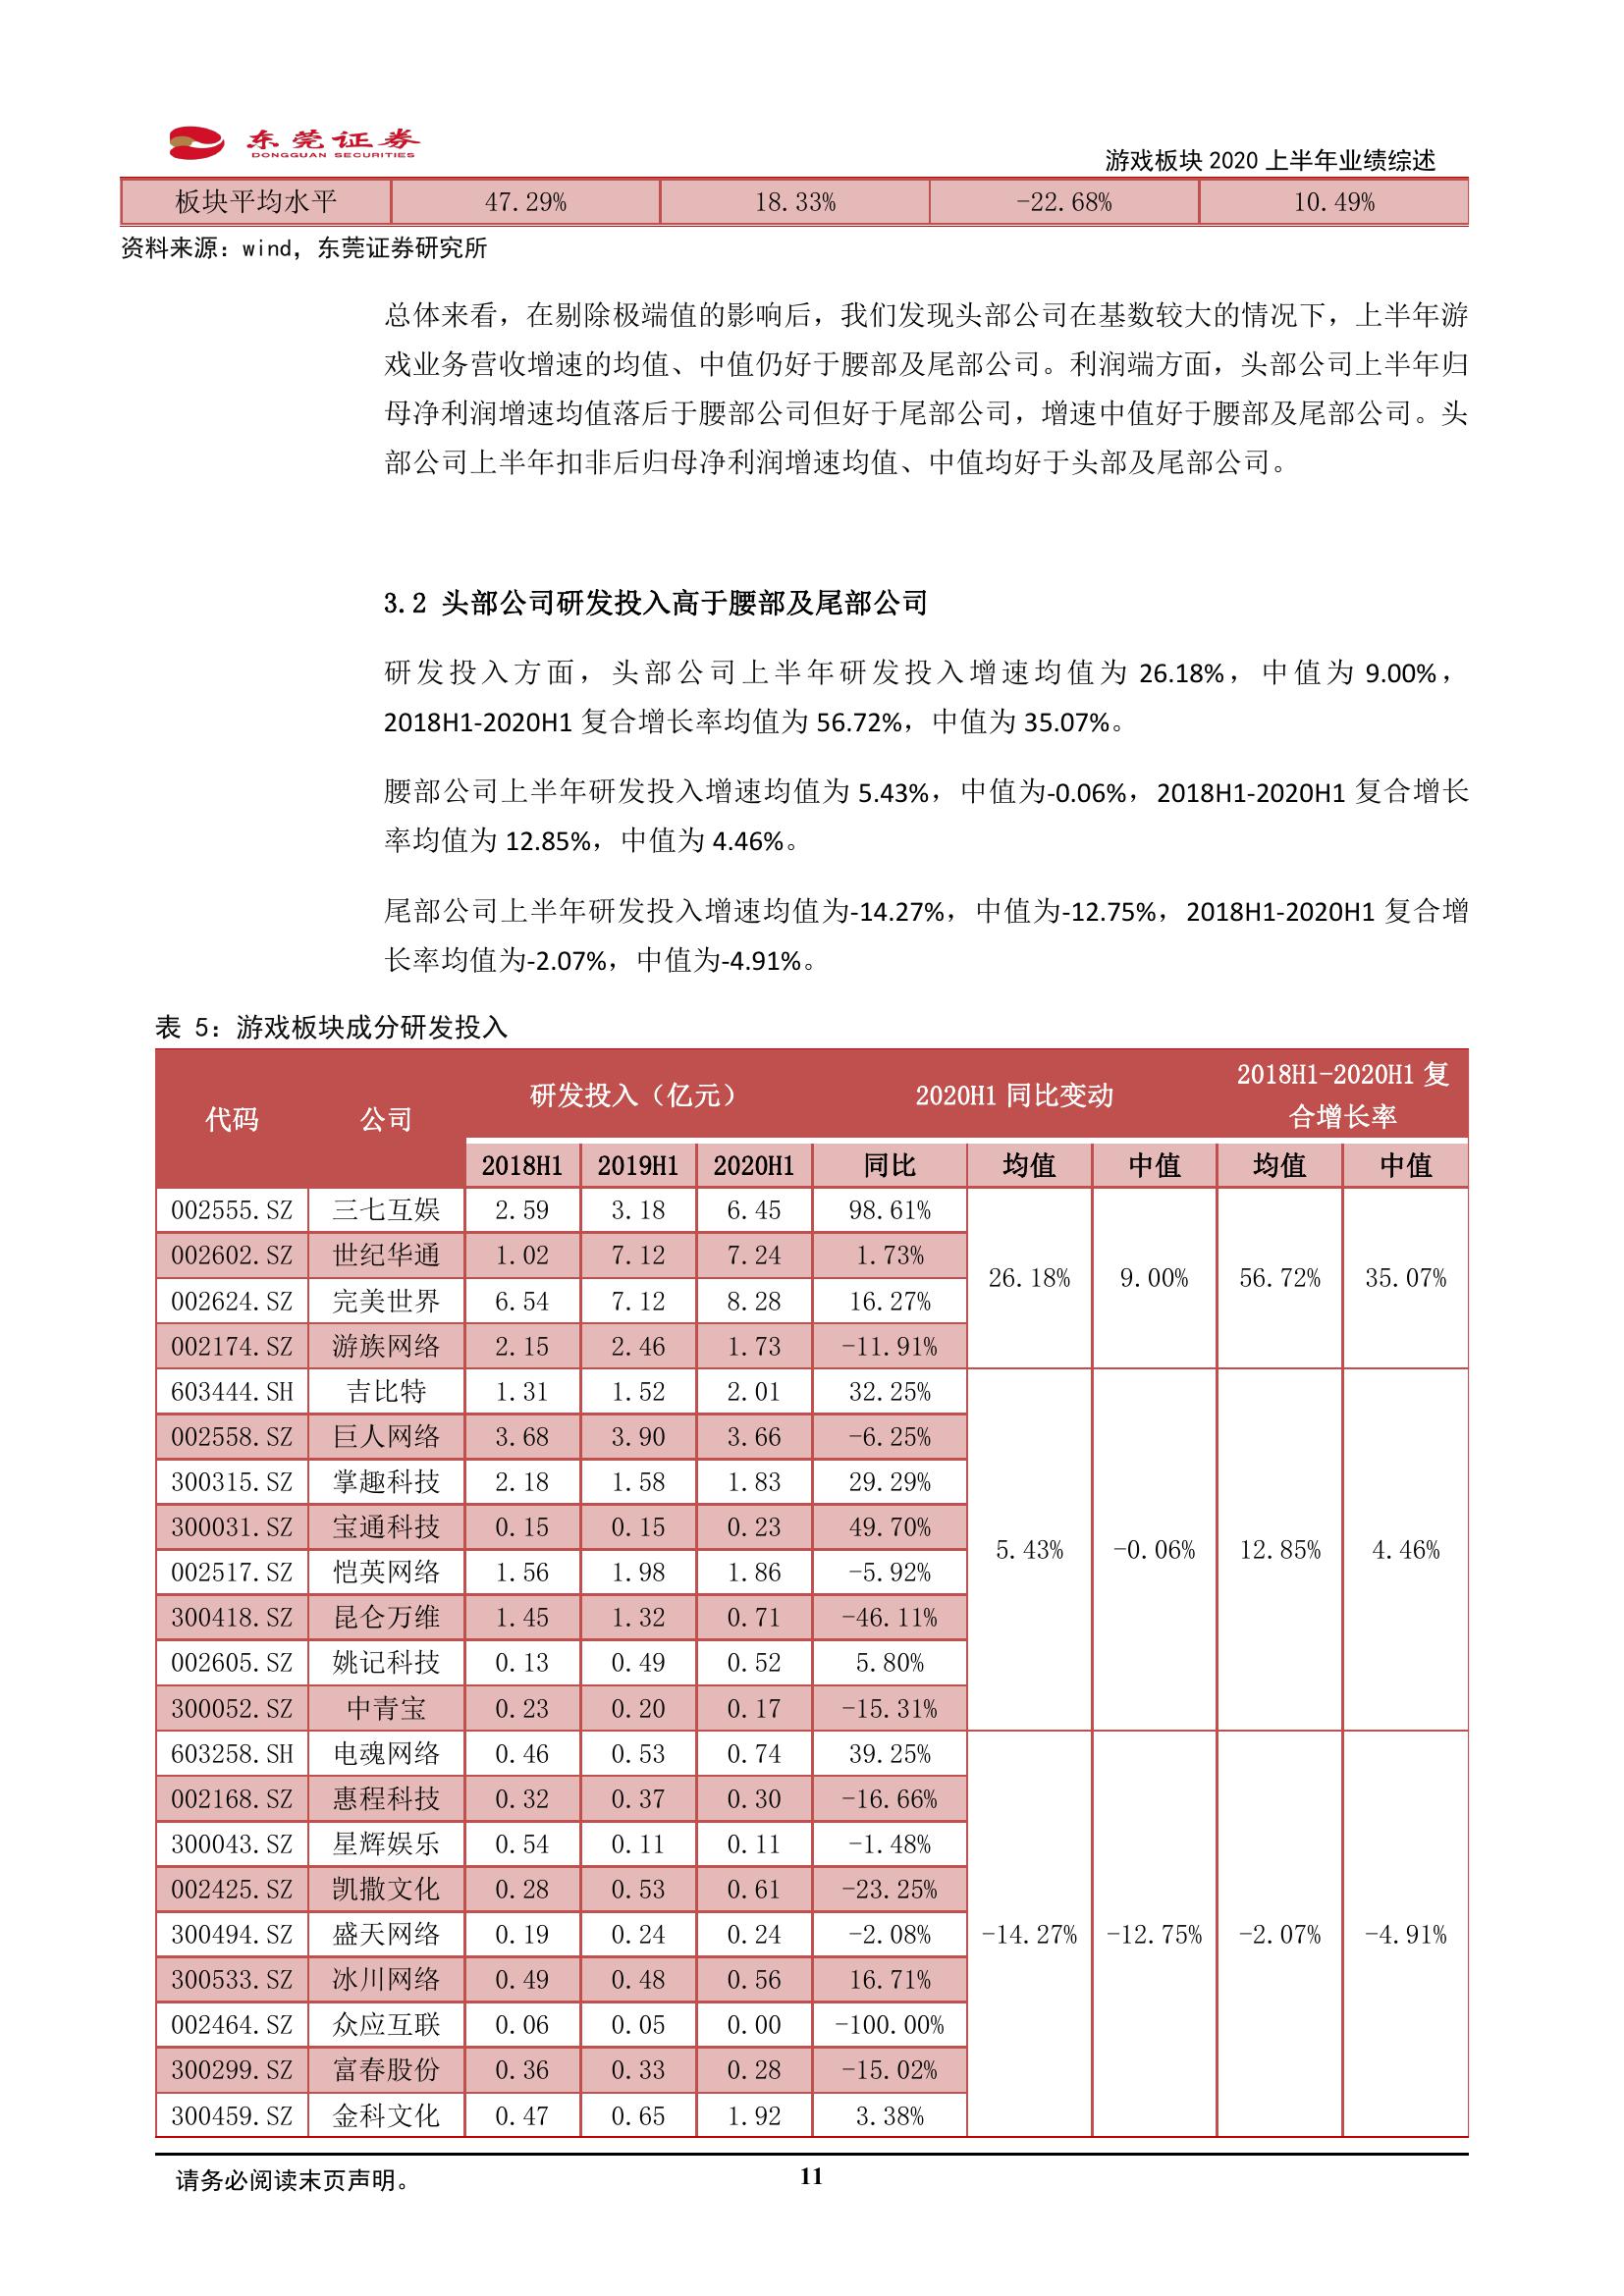 东莞证券
DONGGUAN SECURITIES
游戏板块 2020 上半年业绩综述
板块平均水平 47.29% 18.33% -22.68% 10.49%
资料来源：wind，东莞证券研究所
总体来看，在剔除极端值的影响后，我们发现头部公司在基数较大的情况下，上半年游
戏业务营收增速的均值、中值仍好于腰部及尾部公司。利润端方面，头部公司上半年归
母净利润增速均值落后于腰部公司但好于尾部公司，增速中值好于腰部及尾部公司。头
部公司上半年扣非后归母净利润增速均值、中值均好于头部及尾部公司。
3.2 头部公司研发投入高于腰部及尾部公司
研发投入方面，头部公司上半年研发投入增速均值为 26.18%，中值为 9.00%，
2018H1-2020H1 复合增长率均值为 56.72%，中值为 35.07%。
腰部公司上半年研发投入增速均值为 5.43%，中值为-0.06%，2018H1-2020H1 复合增长
率均值为 12.85%，中值为 4.46%。
尾部公司上半年研发投入增速均值为-14.27%，中值为-12.75%，2018H1-2020H1 复合增
长率均值为-2.07%，中值为-4.91%。
表 5：游戏板块成分研发投入
代码 公司 研发投入（亿元） 2020H1 同比变动 2018H1-2020H1 复
合增长率
2018H1 2019H1 2020H1 同比 均值 中值 均值 中值
002555.SZ 三七互娱 2.59 3.18 6.45 98.61%
002602.SZ 世纪华通 1.02 7.12 7.24 1.73%
26.18% 9.00% 56.72% 35.07%
002624.SZ 完美世界 6.54 7.12 8.28 16.27%
002174.SZ 游族网络 2.15 2.46 1.73 -11.91%
603444.SH 吉比特 1.31 1.52 2.01 32.25%
002558.SZ 巨人网络 3.68 3.90 3.66 -6.25%
300315.SZ 掌趣科技 2.18 1.58 1.83 29.29%
300031.SZ 宝通科技 0.15 0.15 0.23 49.70%
5.43% -0.06% 12.85% 4.46%
002517.SZ 恺英网络 1.56 1.98 1.86 -5.92%
300418.SZ 昆仑万维 1.45 1.32 0.71 -46.11%
002605.SZ 姚记科技 0.13 0.49 0.52 5.80%
300052.SZ 中青宝 0.23 0.20 0.17 -15.31%
603258.SH 电魂网络 0.46 0.53 0.74 39.25%
002168.SZ 惠程科技 0.32 0.37 0.30 -16.66%
300043.SZ 星辉娱乐 0.54 0.11 0.11 -1.48%
002425.SZ 凯撒文化 0.28 0.53 0.61 -23.25%
300494.SZ 盛天网络 0.19 0.24 0.24 -2.08% -14.27% -12.75% -2.07% -4.91%
300533.SZ 冰川网络 0.49 0.48 0.56 16.71%
002464.SZ 众应互联 0.06 0.05 0.00 -100.00%
300299.SZ 富春股份 0.36 0.33 0.28 -15.02%
300459.SZ 金科文化 0.47 0.65 1.92 3.38%
请务必阅读末页声明。
11